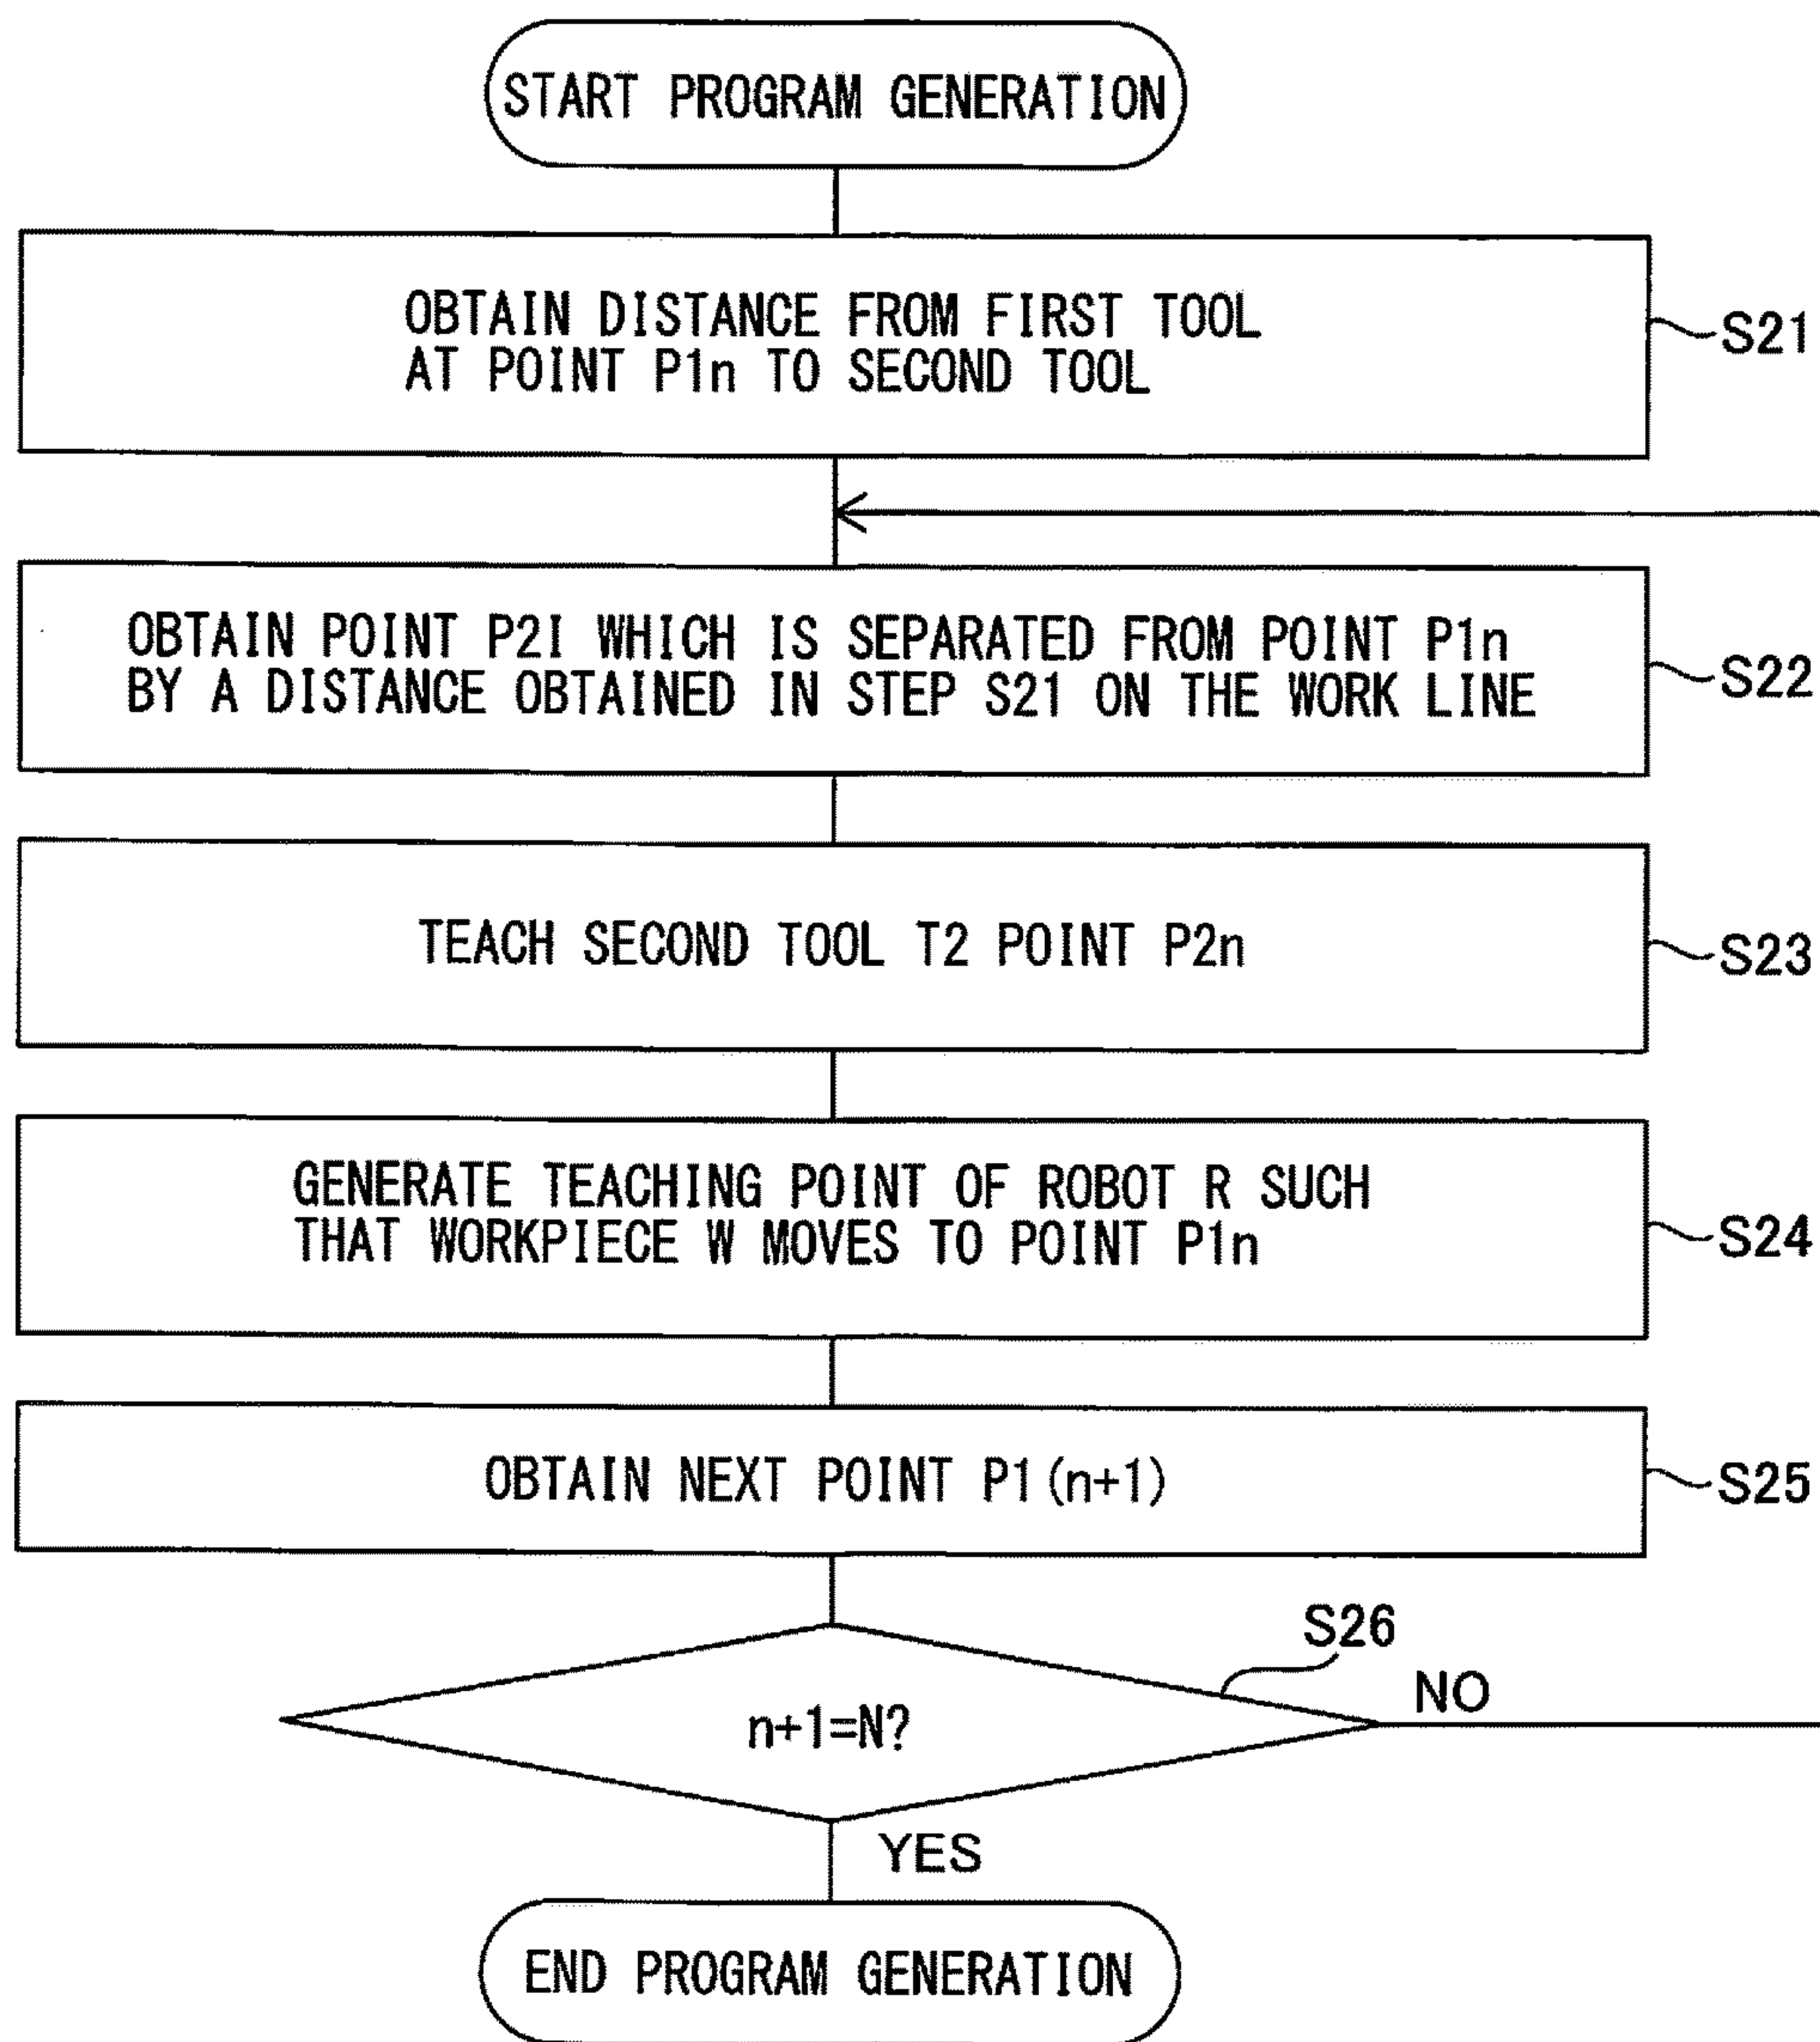 START PROGRAM GENERATION
OBTAIN DISTANCE FROM FIRST TOOL
AT POINT P1n TO SECOND TOOL
S21
OBTAIN POINT P2I WHICH IS SEPARATED FROM POINT P1n
BY A DISTANCE OBTAINED IN STEP S21 ON THE WORK LINE
S22
TEACH SECOND TOOL T2 POINT P2n
S23
GENERATE TEACHING POINT OF ROBOT R SUCH
THAT WORKPIECE W MOVES TO POINT P1n
S24
OBTAIN NEXT POINT P1(n+1)
S25
S26
n+1=N?
NO
YES
END PROGRAM GENERATION